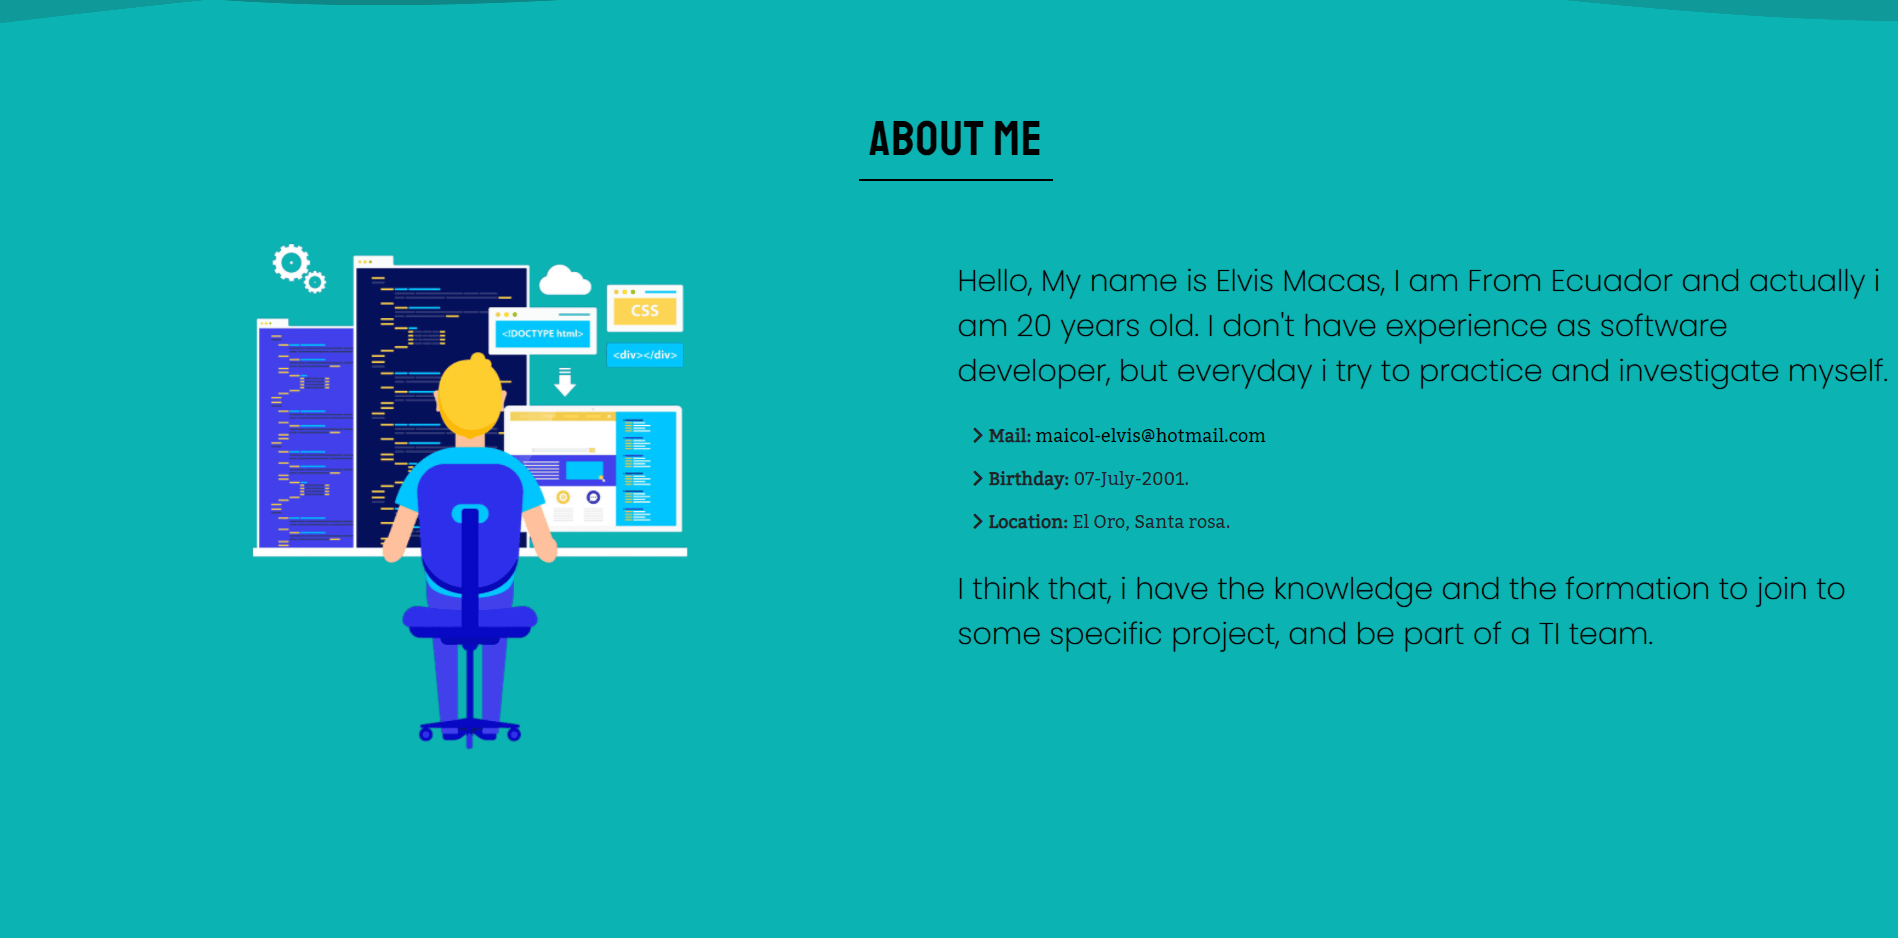 ABOUT ME
CSS
<!DOCTYPE html>
<div></div>
Hello, My name is Elvis Macas, I am From Ecuador and actually i
am 20 years old. I don't have experience as software
developer, but everyday i try to practice and investigate myself.
Mail: maicol-elvis@hotmail.com
Birthday: 07-July-2001.
Location: El Oro, Santa rosa.
I think that, i have the knowledge and the formation to join to
some specific project, and be part of a TI team.